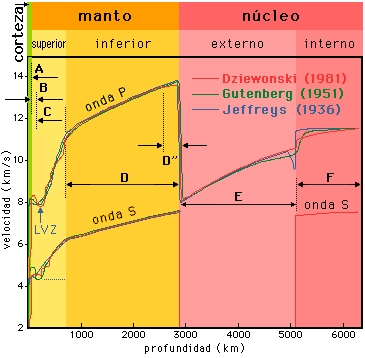 corteza
manto
núcleo
superior
inferior
externo
interno
A
B
C
onda P
Dziewonski (1981)
Gutenberg (1951)
Jeffreys (1936)
D"
D
E
F
LVZ
onda S
onda S
velocidad (km/s)
14
12
10
8
6
4
2
1000
2000
3000
4000
5000
6000
profundidad (km)